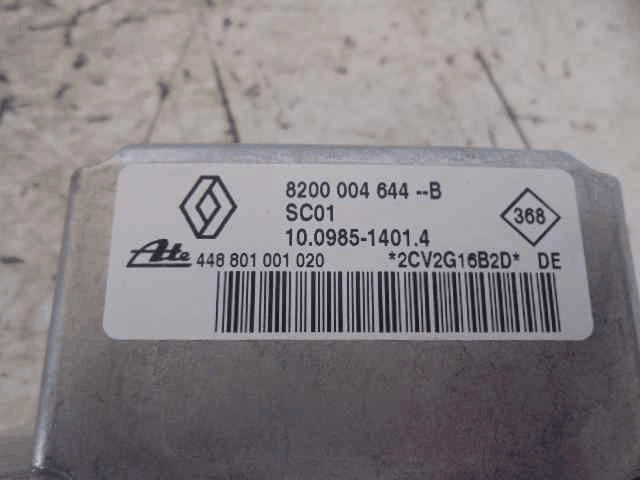 8200 004 644 --B
SC01
368
10.0985-1401.4
Ate 448 801 001 020 *2CV2G16B2D* DE